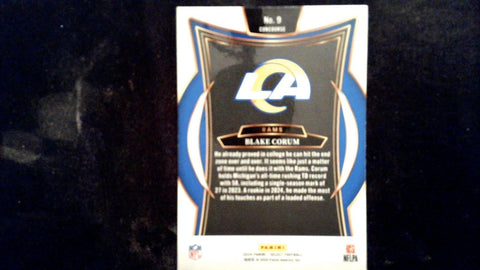 No. 9
CONCOURSE
LA
RAMS
BLAKE CORUM
He already proved in college he can hit the end
zone over and over. It seems like just a matter
of time until he does it with the Rams. Corum
holds Michigan's all-time rushing TD record
with 58, including a single-season mark of
27 in 2023. A rookie in 2024, he made the most
of his touches as part of a loaded offense.
PANINI
NFL
NFLPA